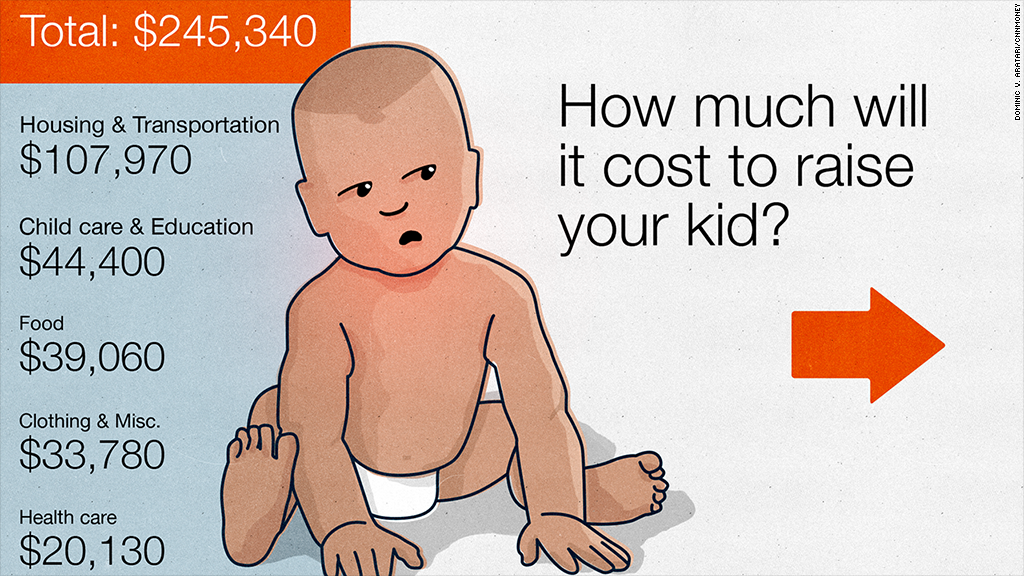 Total: $245,340
Housing & Transportation
$107,970
Child care & Education
$44,400
Food
$39,060
Clothing & Misc.
$33,780
Health care
$20,130
How much will
it cost to raise
your kid?
DOMINIC V. ARATARI/CNNMONEY